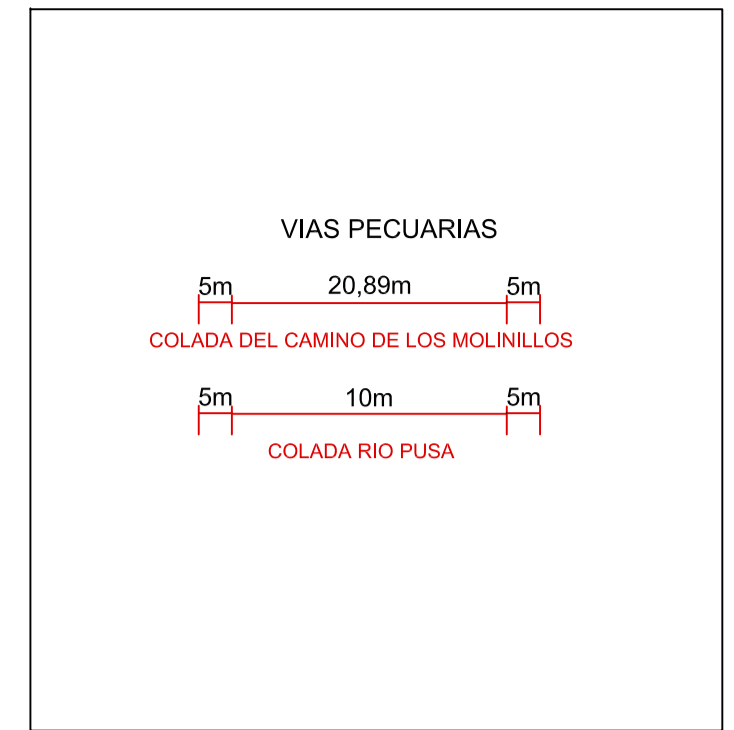 VIAS PECUARIAS
5m 20,89m 5m
COLADA DEL CAMINO DE LOS MOLINILLOS
5m 10m 5m
COLADA RIO PUSA